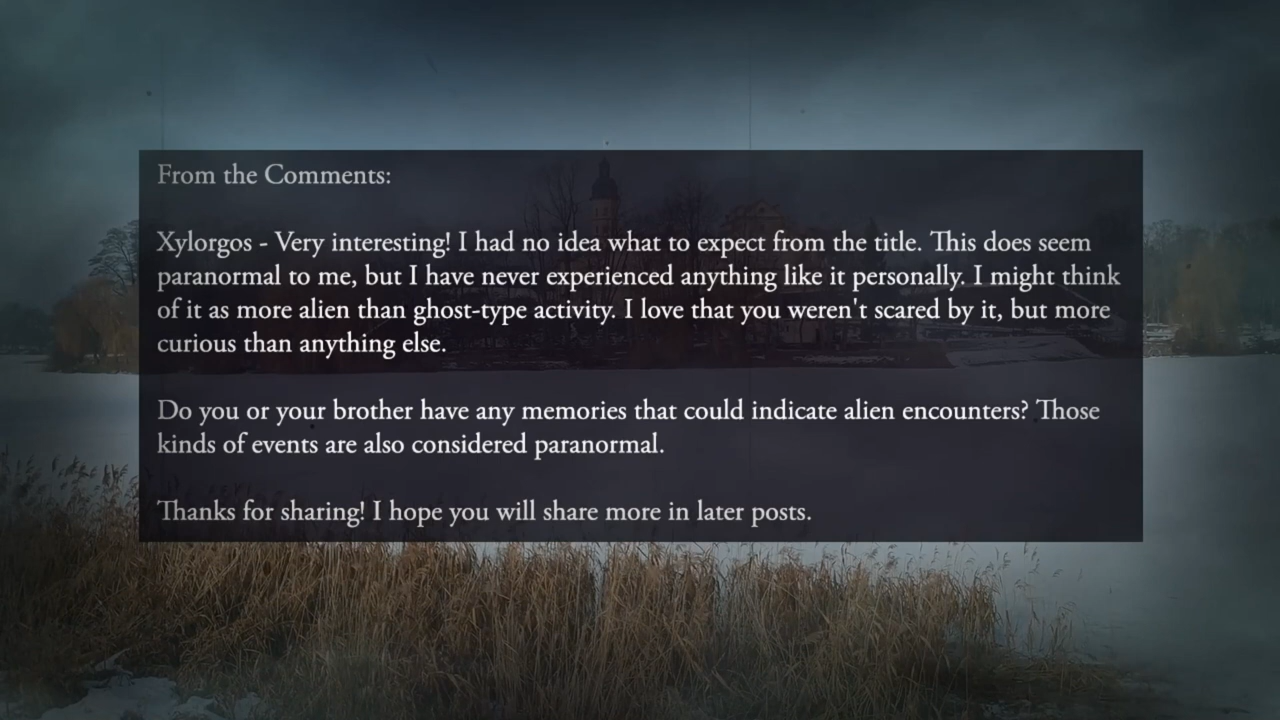 From the Comments:
Xylorgos - Very interesting! I had no idea what to expect from the title. This does seem
paranormal to me, but I have never experienced anything like it personally. I might think
of it as more alien than ghost-type activity. I love that you weren't scared by it, but more
curious than anything else.
Do you or your brother have any memories that could indicate alien encounters? Those
kinds of events are also considered paranormal.
Thanks for sharing! I hope you will share more in later posts.